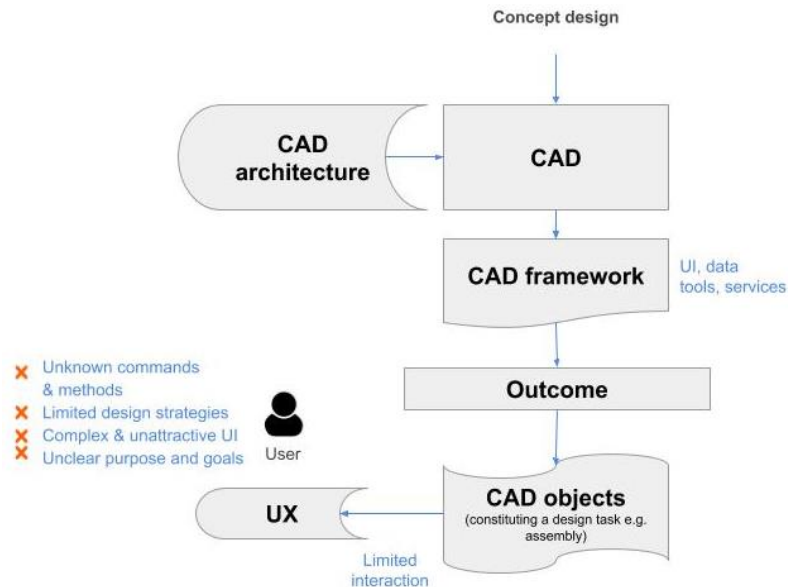 Concept design
CAD
architecture
CAD
CAD framework
UI, data
tools, services
Unknown commands
& methods
Limited design strategies
Complex & unattractive UI
Unclear purpose and goals
User
Outcome
CAD objects
(constituting a design task e.g.
assembly)
UX
Limited
interaction